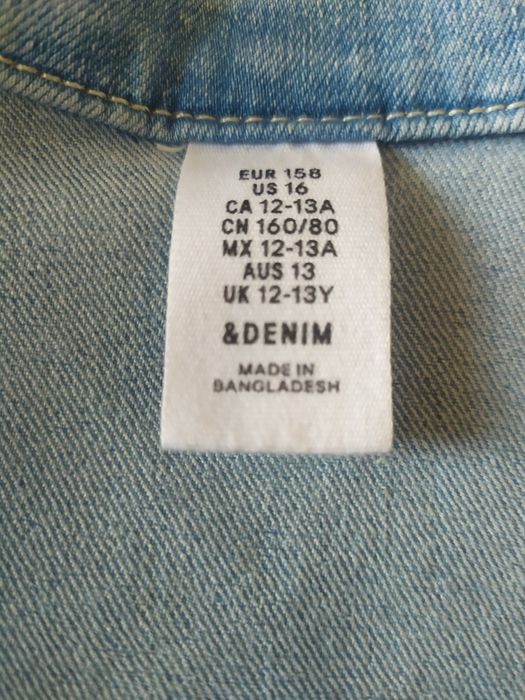 EUR 158
US 16
CA 12-13A
CN 160/80
MX 12-13A
AUS 13
UK 12-13Y
&DENIM
MADE IN
BANGLADESH